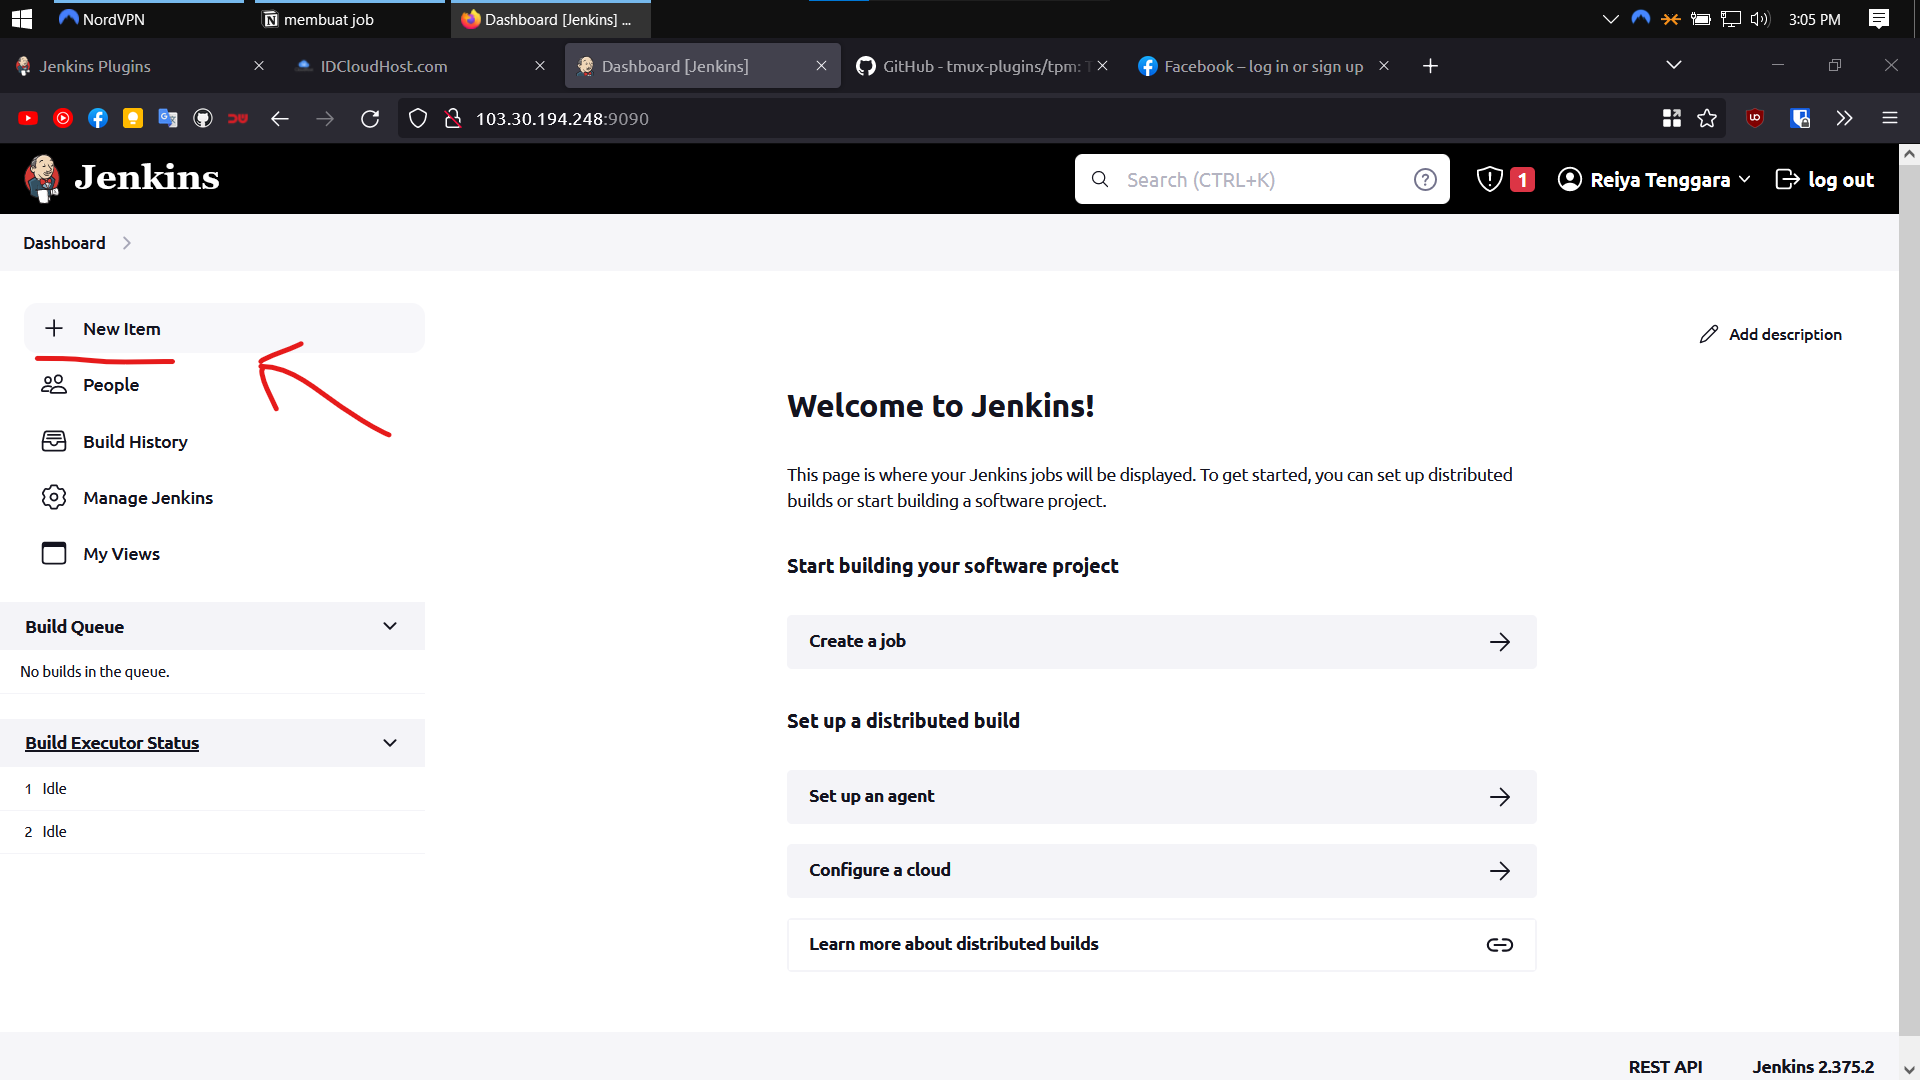 NordVPN
membuat job
Dashboard [Jenkins] ...
3:05 PM
Jenkins Plugins
IDCloudHost.com
Dashboard [Jenkins]
GitHub - tmux-plugins/tpm: T
Facebook – log in or sign up
103.30.194.248:9090
Jenkins
Search (CTRL+K)
1
Reiya Tenggara
log out
Dashboard
New Item
Add description
People
Build History
Manage Jenkins
My Views
Welcome to Jenkins!
This page is where your Jenkins jobs will be displayed. To get started, you can set up distributed
builds or start building a software project.
Start building your software project
Create a job
Build Queue
No builds in the queue.
Set up a distributed build
Build Executor Status
1 Idle
2 Idle
Set up an agent
Configure a cloud
Learn more about distributed builds
REST API
Jenkins 2.375.2